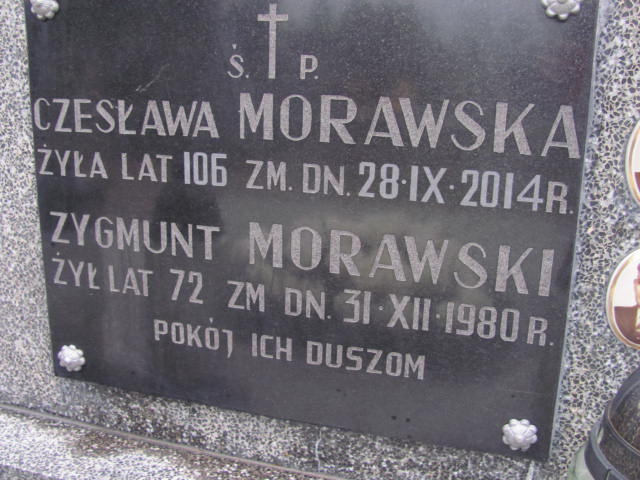 Ś. P.
CZESŁAWA MORAWSKA
ŻYŁA LAT 106 ZM. DN. 28·IX·2014R.
ZYGMUNT MORAWSKI
ŻYŁ LAT 72 ZM DN. 31·XII·1980R.
POKÓJ ICH DUSZOM